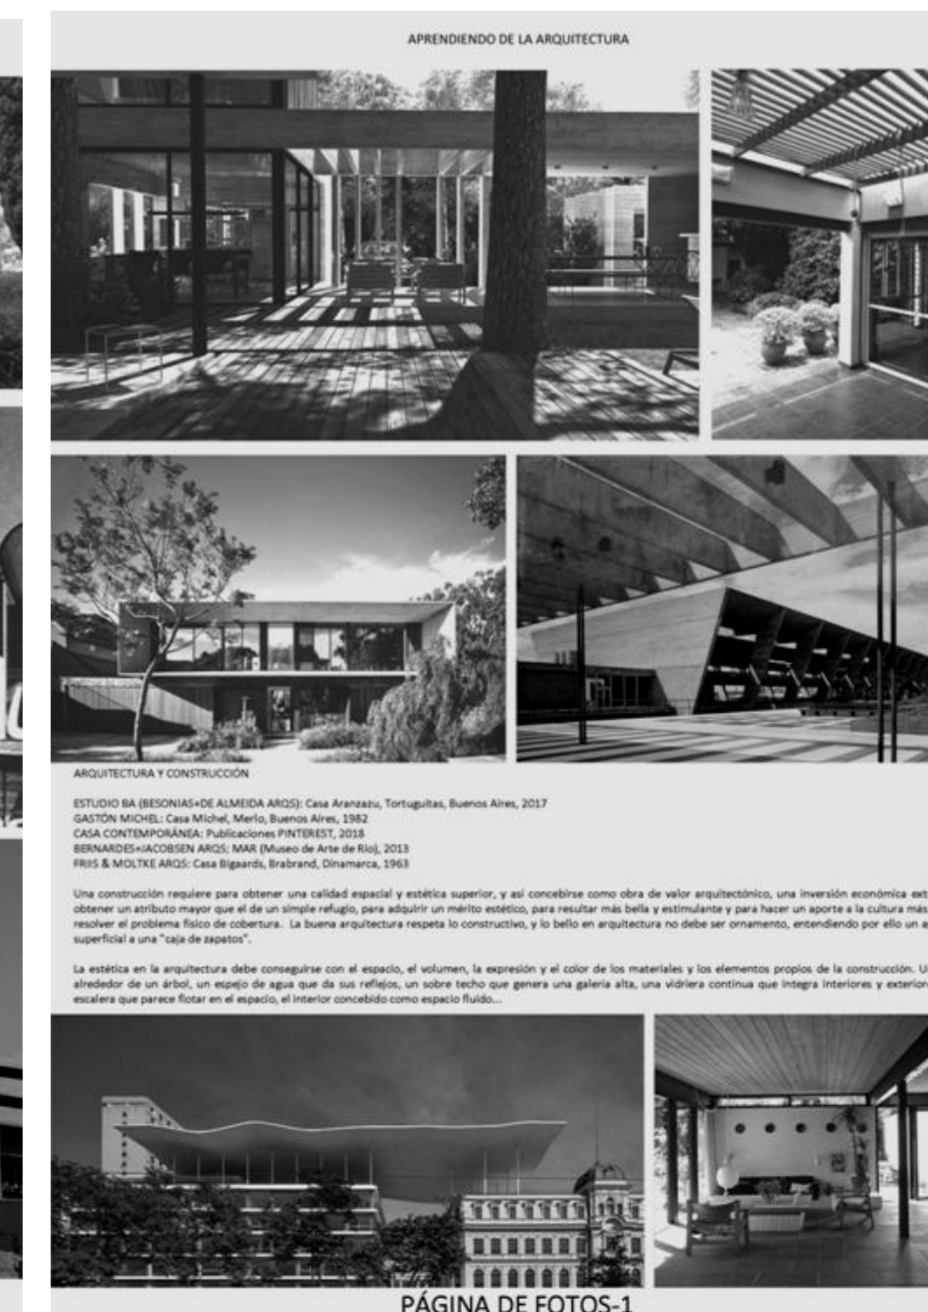 APRENDIENDO DE LA ARQUITECTURA
ARQUITECTURA Y CONSTRUCCIÓN
ESTUDIO BA (BESONIAS+DE ALMEIDA ARQS): Casa Aranzazu, Tortuguitas, Buenos Aires, 2017
GASTÓN MICHEL: Casa Michel, Merlo, Buenos Aires, 1982
CASA CONTEMPORÁNEA: Publicaciones PINTEREST, 2018
BERNARDES+JACOBSEN ARQS; MAR (Museo de Arte de Rio), 2013
FRIIS & MOLTKE ARQS: Casa Bigaards, Brabrand, Dinamarca, 1963
Una construcción requiere para obtener una calidad espacial y estética superior, y así concebirse como obra de valor arquitectónico, una inversión económica ext
obtener un atributo mayor que el de un simple refugio, para adquirir un mérito estético, para resultar más bella y estimulante y para hacer un aporte a la cultura más
resolver el problema físico de cobertura. La buena arquitectura respeta lo constructivo, y lo bello en arquitectura no debe ser ornamento, entendiendo por ello un a
superficial a una "caja de zapatos".
La estética en la arquitectura debe conseguirse con el espacio, el volumen, la expresión y el color de los materiales y los elementos propios de la construcción. U
alrededor de un árbol, un espejo de agua que da sus reflejos, un sobre techo que genera una galería alta, una vidriera continua que integra interiores y exterior
escalera que parece flotar en el espacio, el interior concebido como espacio fluido...
PÁGINA DE FOTOS-1